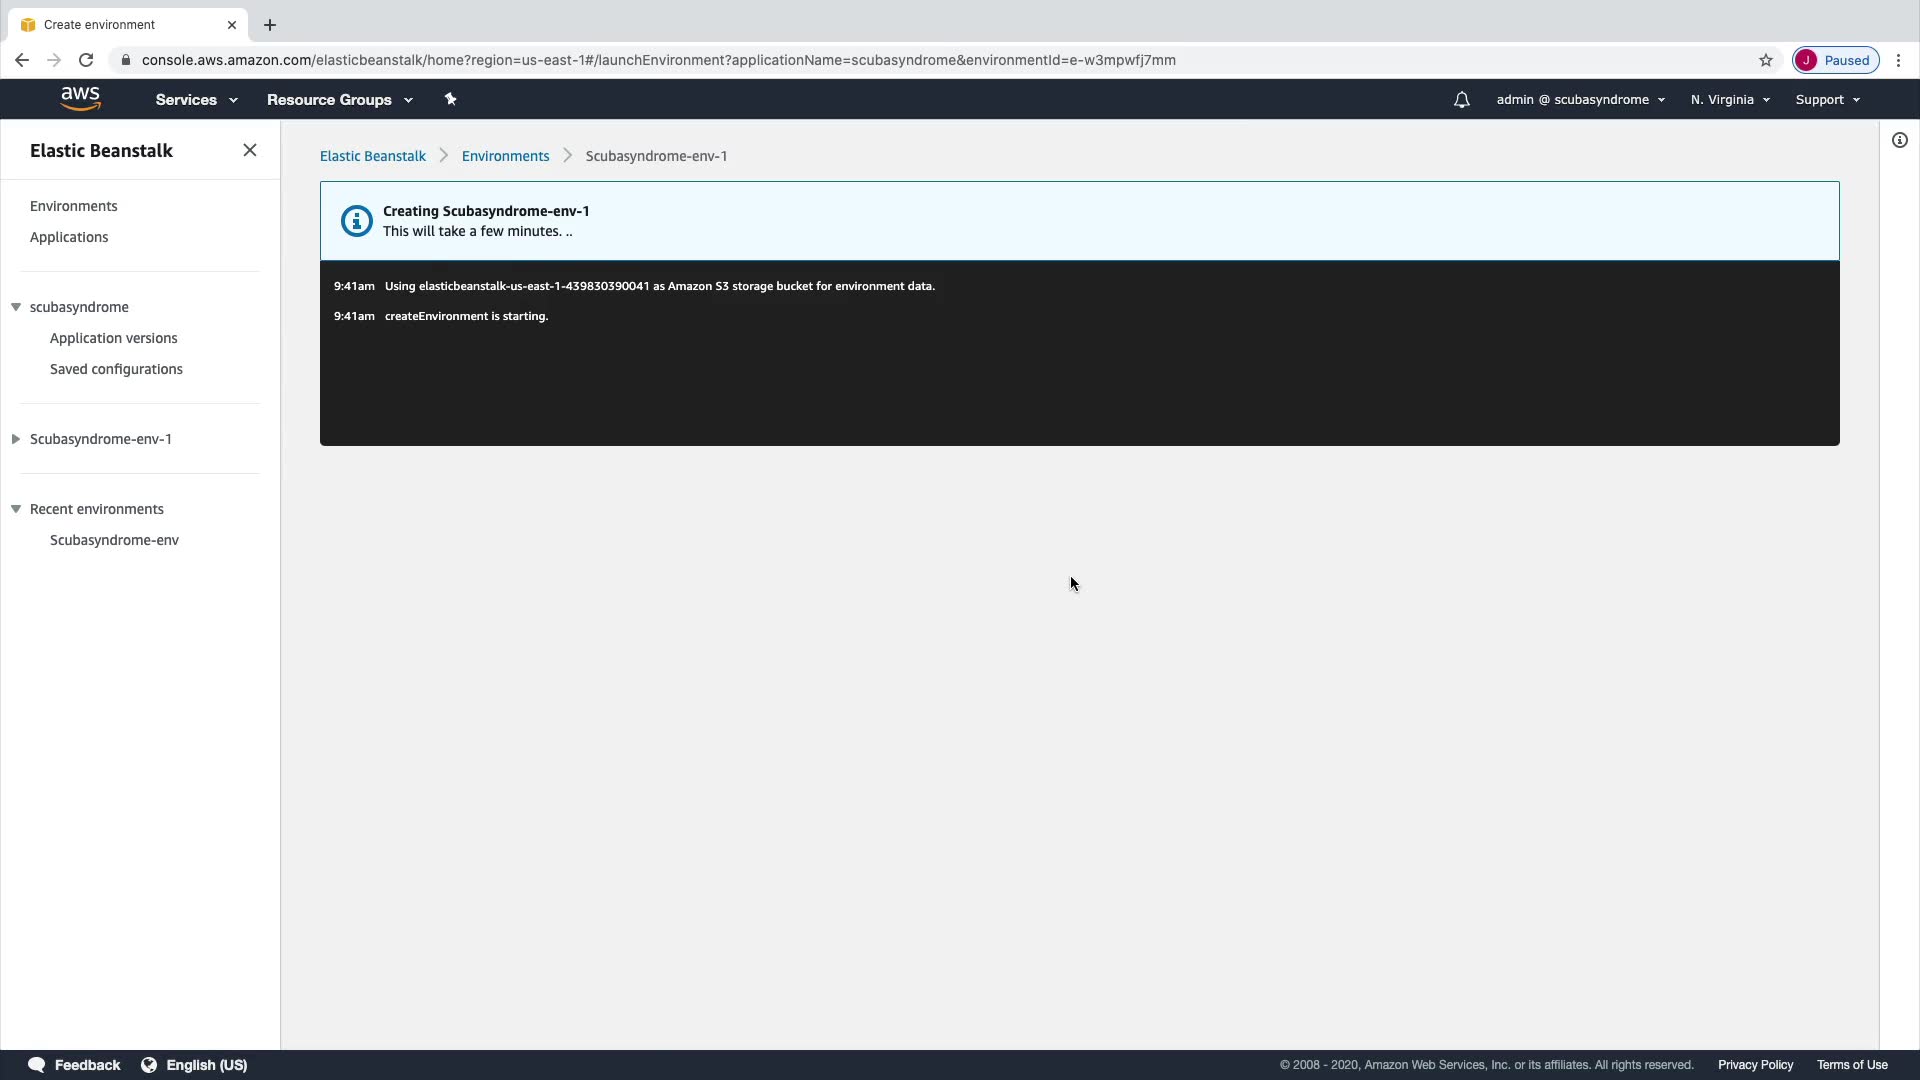 Create environment
console.aws.amazon.com/elasticbeanstalk/home?region=us-east-1#/launchEnvironment?applicationName=scubasyndrome&environmentId=e-w3mpwfj7mm
J Paused
aws Services Resource Groups admin @ scubasyndrome N. Virginia Support
Elastic Beanstalk
Environments
Applications
scubasyndrome
Application versions
Saved configurations
Scubasyndrome-env-1
Recent environments
Scubasyndrome-env
Elastic Beanstalk Environments Scubasyndrome-env-1
Creating Scubasyndrome-env-1
This will take a few minutes. ..
9:41am Using elasticbeanstalk-us-east-1-439830390041 as Amazon S3 storage bucket for environment data.
9:41am createEnvironment is starting.
Feedback English (US) © 2008 - 2020, Amazon Web Services, Inc. or its affiliates. All rights reserved. Privacy Policy Terms of Use